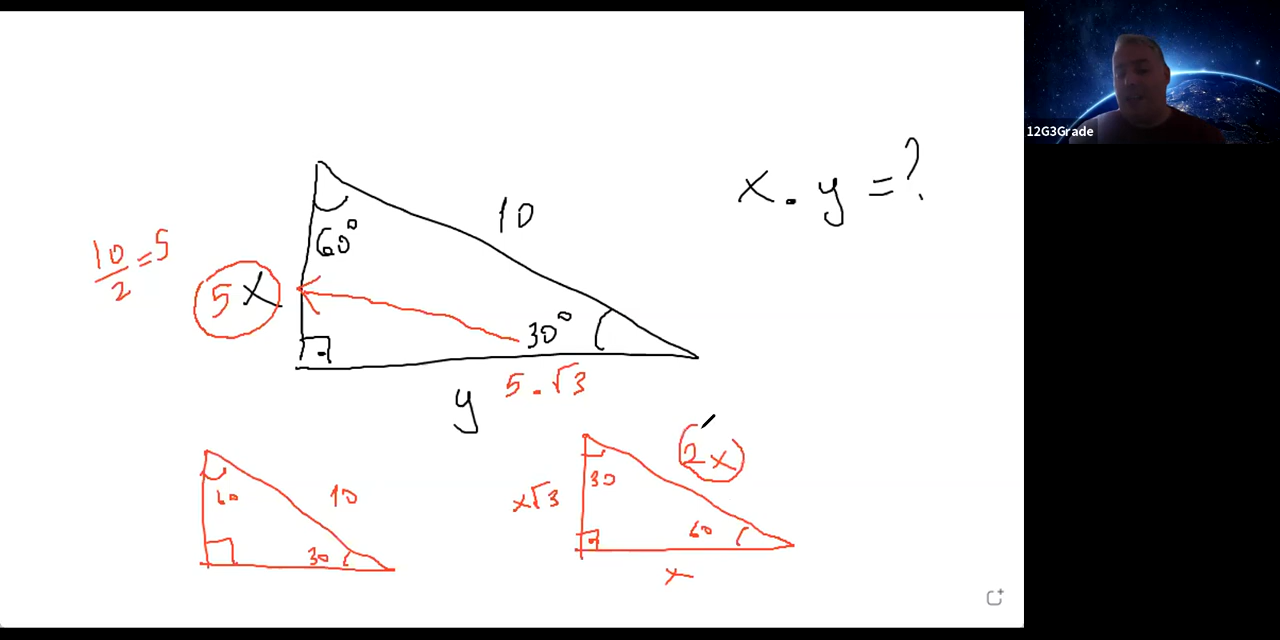 12G3Grade
x . y = ?
10
60°
10/2 = 5
5 x
30°
5 . √3
y
2x
60
10
x√3
30
30
60
x